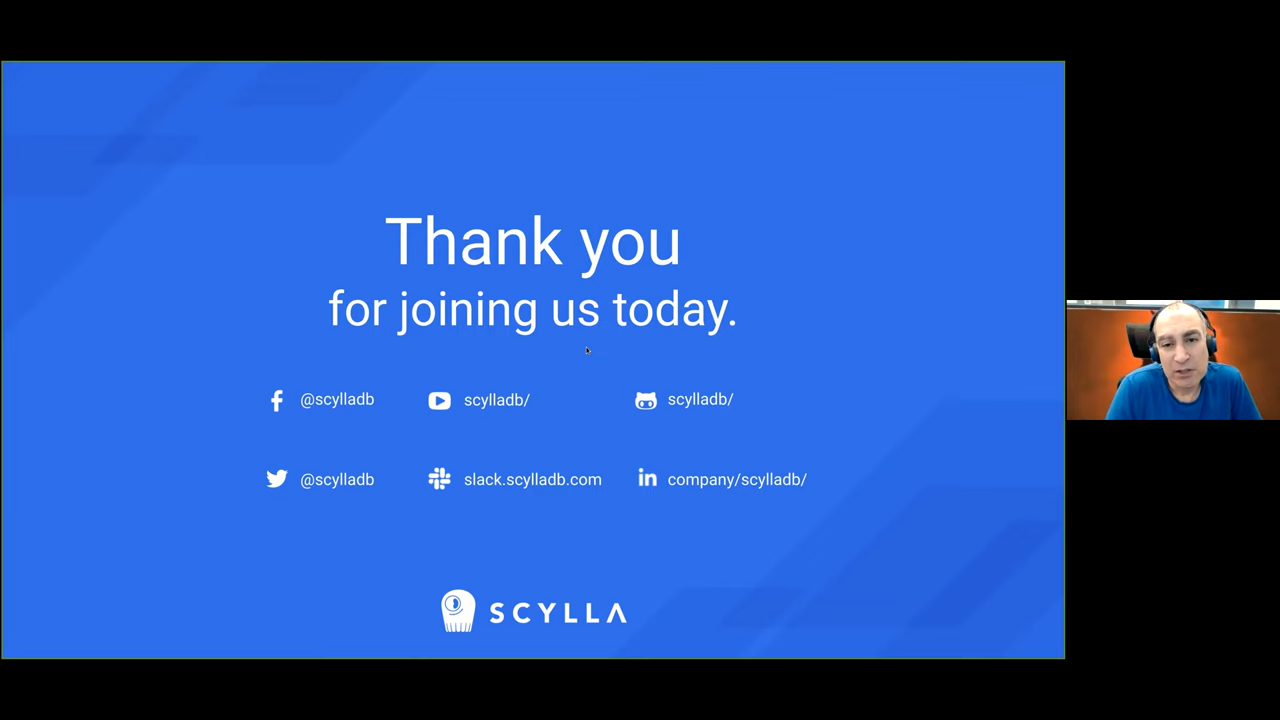 Thank you
for joining us today.
@scylladb
scylladb/
scylladb/
@scylladb
slack.scylladb.com
company/scylladb/
SCYLLA